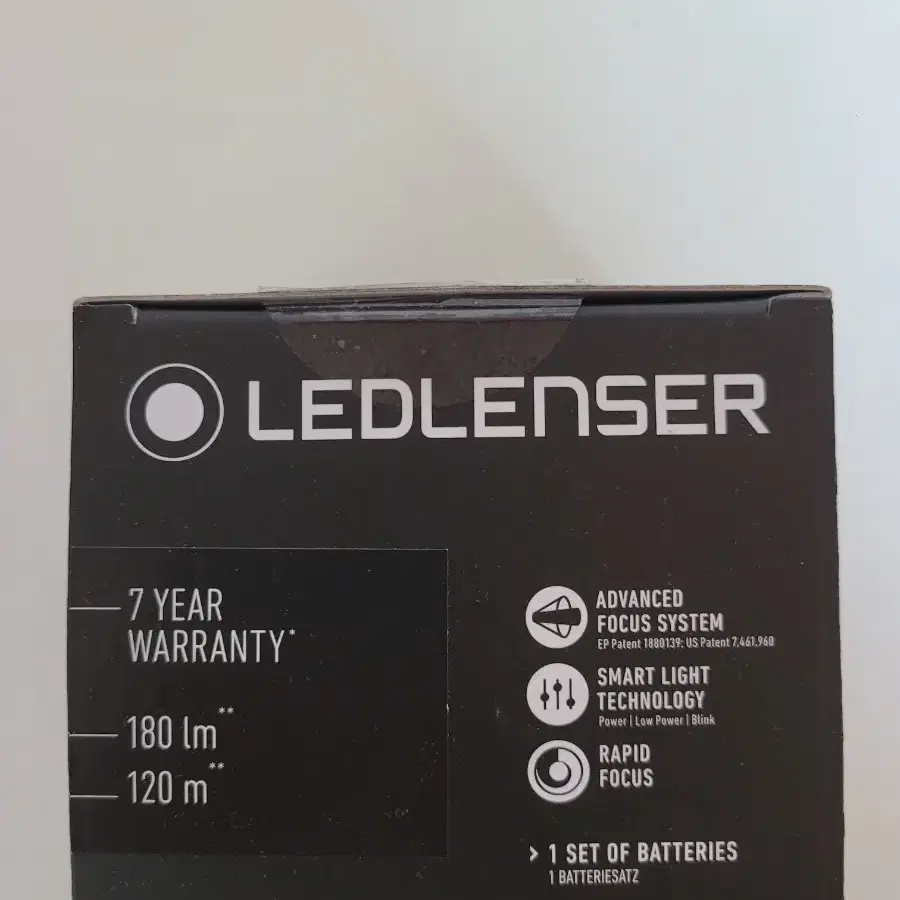 LEDLENSER
7 YEAR
WARRANTY*
180 lm**
120 m**
ADVANCED
FOCUS SYSTEM
EP Patent 1880139; US Patent 7,461,960
SMART LIGHT
TECHNOLOGY
Power | Low Power | Blink
RAPID
FOCUS
> 1 SET OF BATTERIES
1 BATTERIESATZ